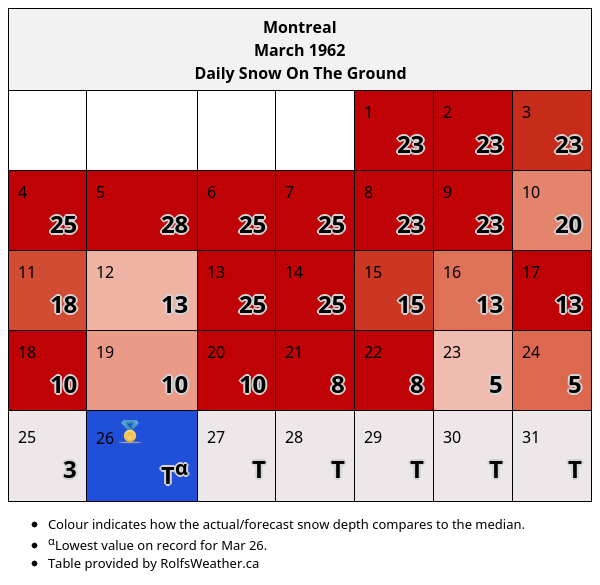 Montreal
March 1962
Daily Snow On The Ground
1 2 3
23 23 23
4 5 6 7 8 9 10
25 28 25 25 23 23 20
11 12 13 14 15 16 17
18 13 25 25 15 13 13
18 19 20 21 22 23 24
10 10 10 8 8 5 5
25 26 27 28 29 30 31
3 Tα T T T T T
• Colour indicates how the actual/forecast snow depth compares to the median.
• αLowest value on record for Mar 26.
• Table provided by RolfsWeather.ca